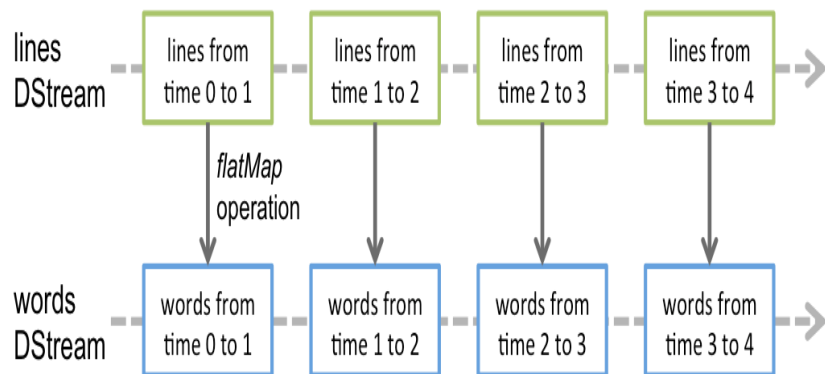 lines
DStream
lines from
time 0 to 1
lines from
time 1 to 2
lines from
time 2 to 3
lines from
time 3 to 4
flatMap
operation
words
DStream
words from
time 0 to 1
words from
time 1 to 2
words from
time 2 to 3
words from
time 3 to 4